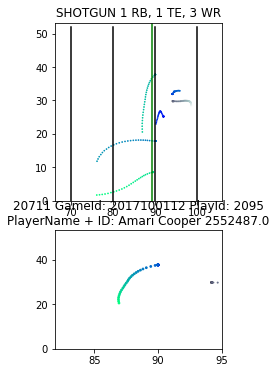 SHOTGUN 1 RB, 1 TE, 3 WR
50
40
30
20
10
0
70 80 90 100
20711 GameId: 2017100112 PlayId: 2095
PlayerName + ID: Amari Cooper 2552487.0
40
20
0
85 90 95